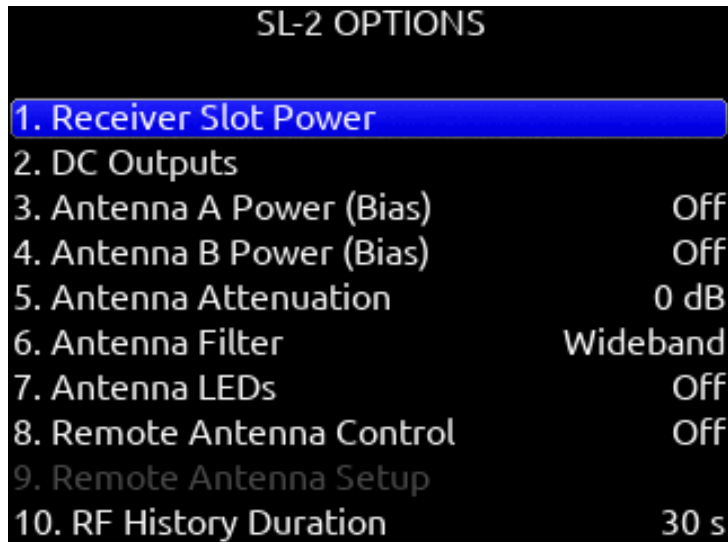 SL-2 OPTIONS
1. Receiver Slot Power
2. DC Outputs
3. Antenna A Power (Bias) Off
4. Antenna B Power (Bias) Off
5. Antenna Attenuation 0 dB
6. Antenna Filter Wideband
7. Antenna LEDs Off
8. Remote Antenna Control Off
9. Remote Antenna Setup
10. RF History Duration 30 s